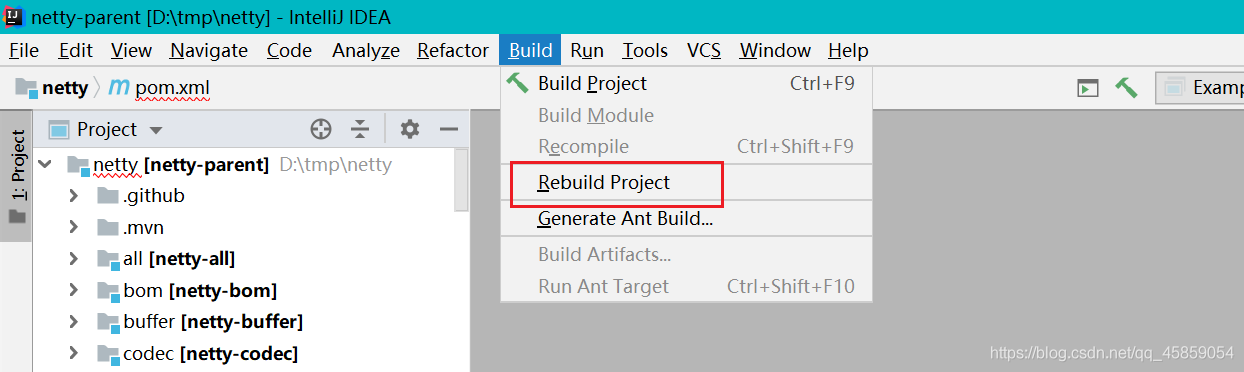 netty-parent [D:\tmp\netty] - IntelliJ IDEA
File Edit View Navigate Code Analyze Refactor Build Run Tools VCS Window Help
netty pom.xml
Examp
1: Project
Project
netty [netty-parent] D:\tmp\netty
.github
.mvn
all [netty-all]
bom [netty-bom]
buffer [netty-buffer]
codec [netty-codec]
Build Project Ctrl+F9
Build Module
Recompile Ctrl+Shift+F9
Rebuild Project
Generate Ant Build...
Build Artifacts...
Run Ant Target Ctrl+Shift+F10
https://blog.csdn.net/qq_45859054